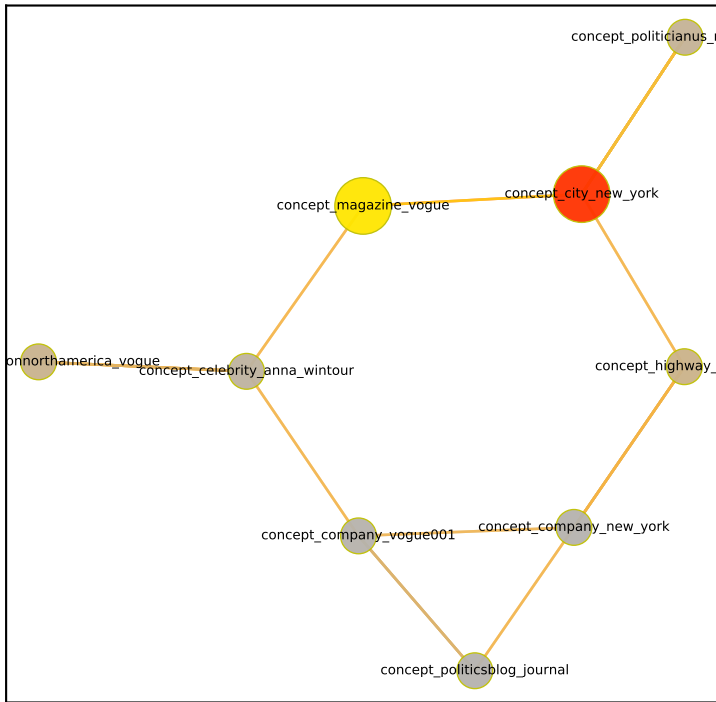 concept_politicianus_r
concept_city_new_york
concept_magazine_vogue
onnorthamerica_vogue
concept_celebrity_anna_wintour
concept_highway_
concept_company_new_york
concept_company_vogue001
concept_politicsblog_journal